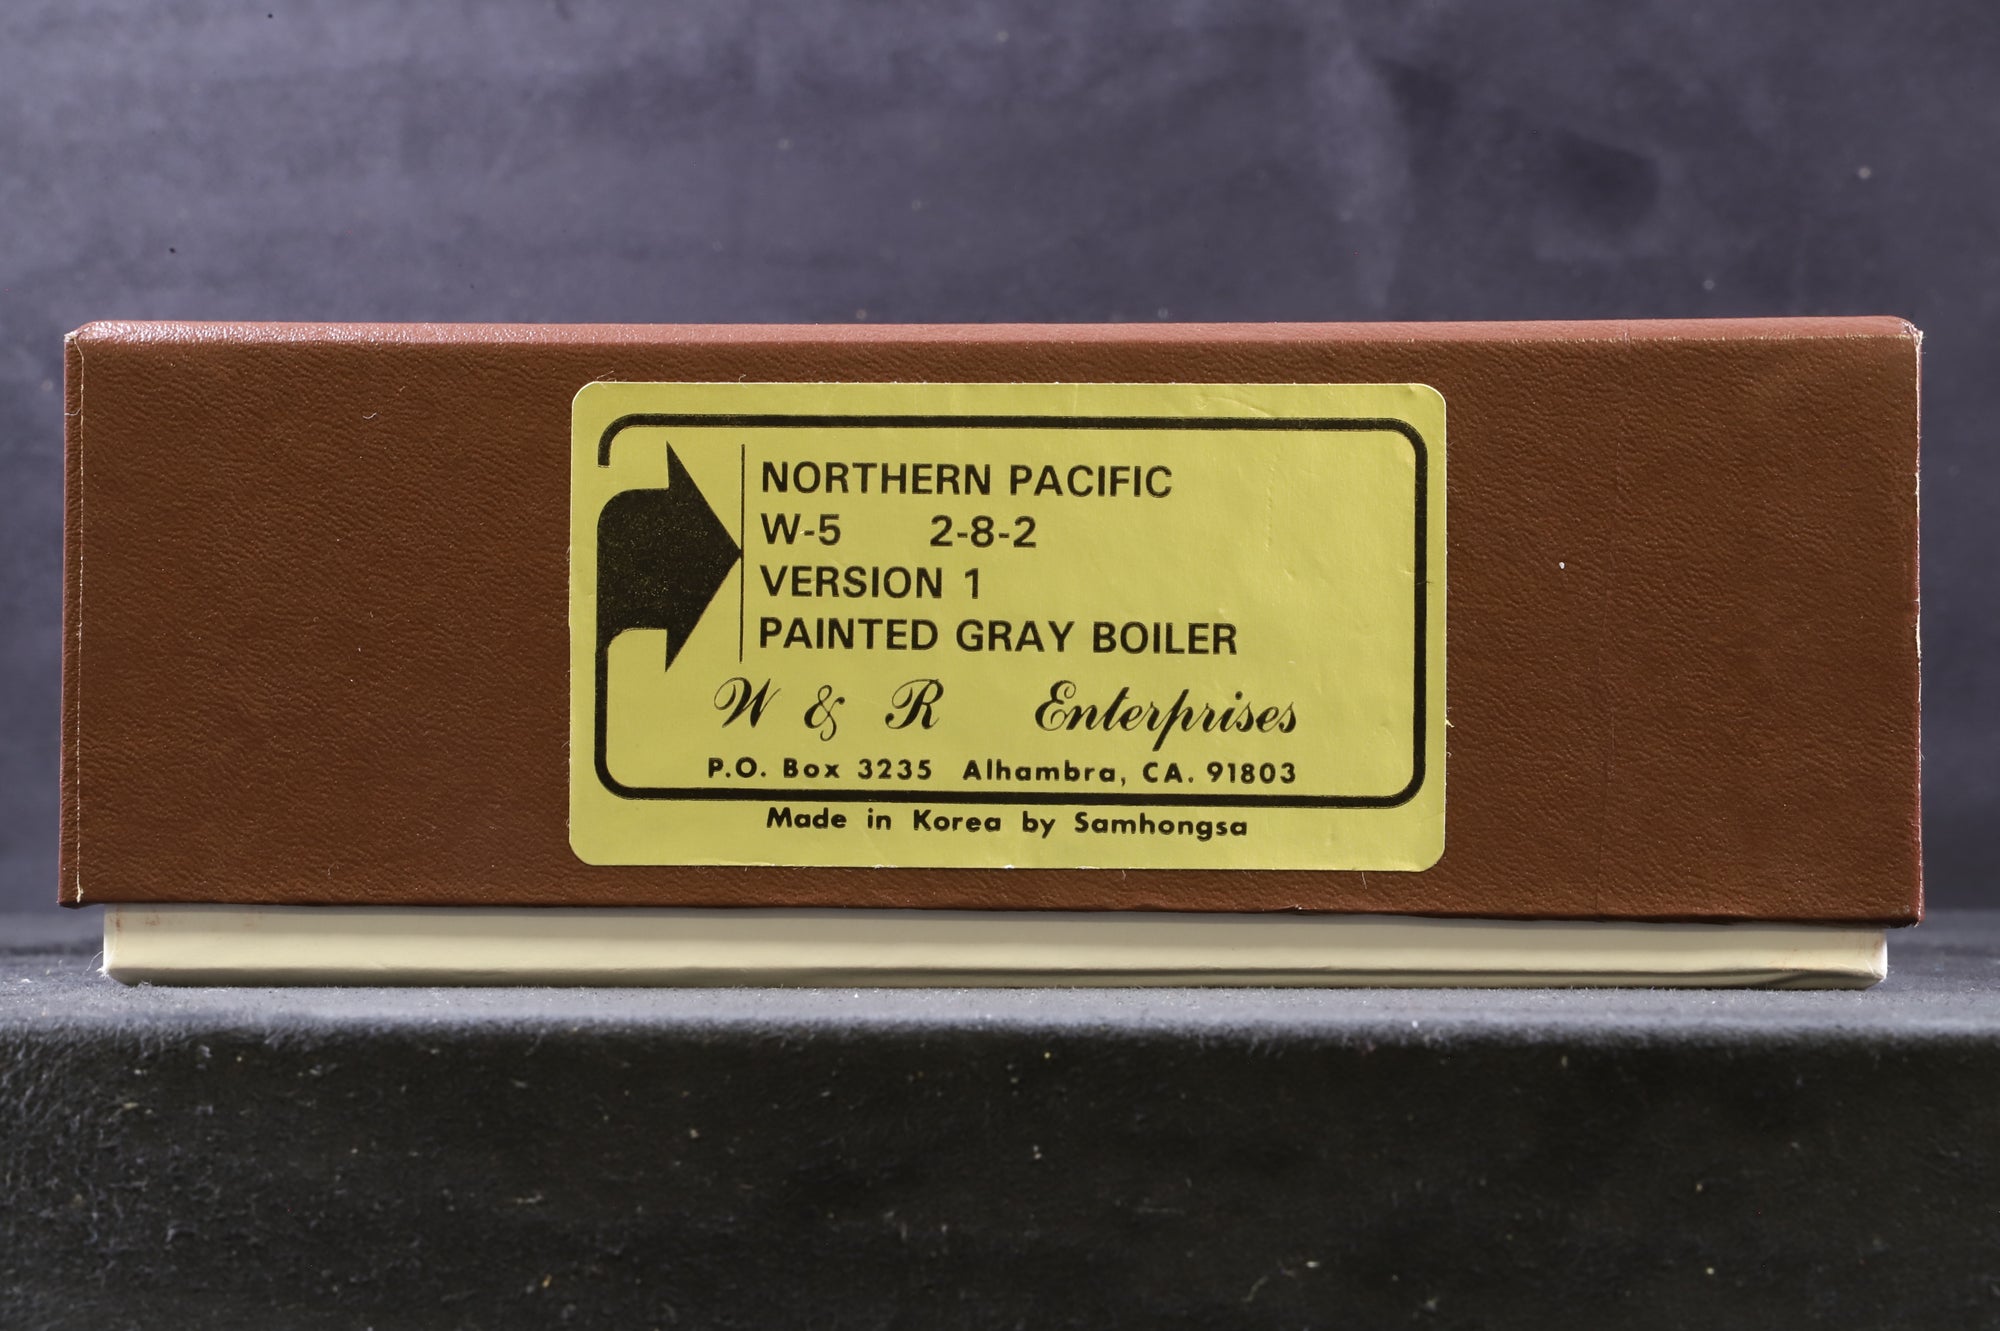 NORTHERN PACIFIC
W-5 2-8-2
VERSION 1
PAINTED GRAY BOILER
W & R Enterprises
P.O. Box 3235 Alhambra, CA. 91803
Made in Korea by Samhongsa